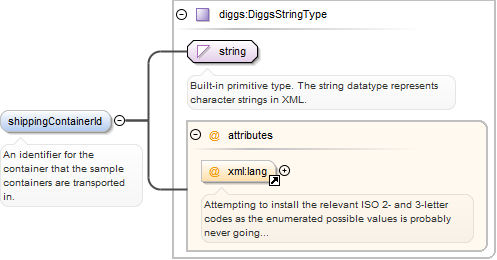 diggs:DiggsStringType
string
Built-in primitive type. The string datatype represents
character strings in XML.
shippingContainerId
An identifier for the
container that the sample
containers are transported
in.
@ attributes
@ xml:lang
Attempting to install the relevant ISO 2- and 3-letter
codes as the enumerated possible values is probably
never going...